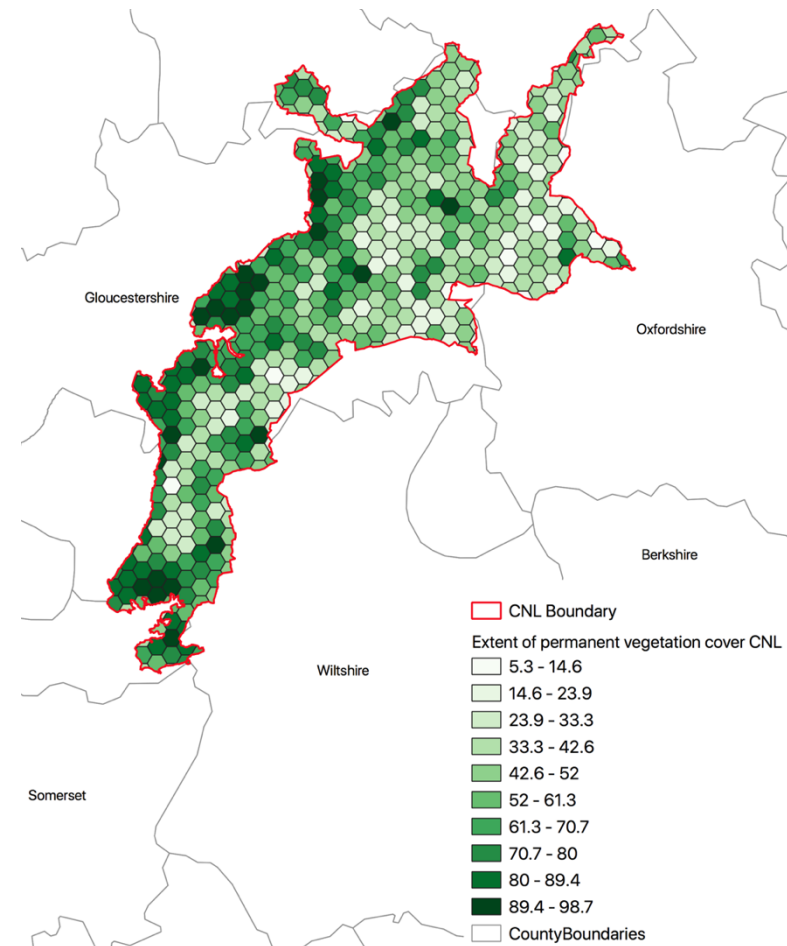 Gloucestershire
Oxfordshire
Berkshire
Wiltshire
Somerset
CNL Boundary
Extent of permanent vegetation cover CNL
5.3 - 14.6
14.6 - 23.9
23.9 - 33.3
33.3 - 42.6
42.6 - 52
52 - 61.3
61.3 - 70.7
70.7 - 80
80 - 89.4
89.4 - 98.7
CountyBoundaries